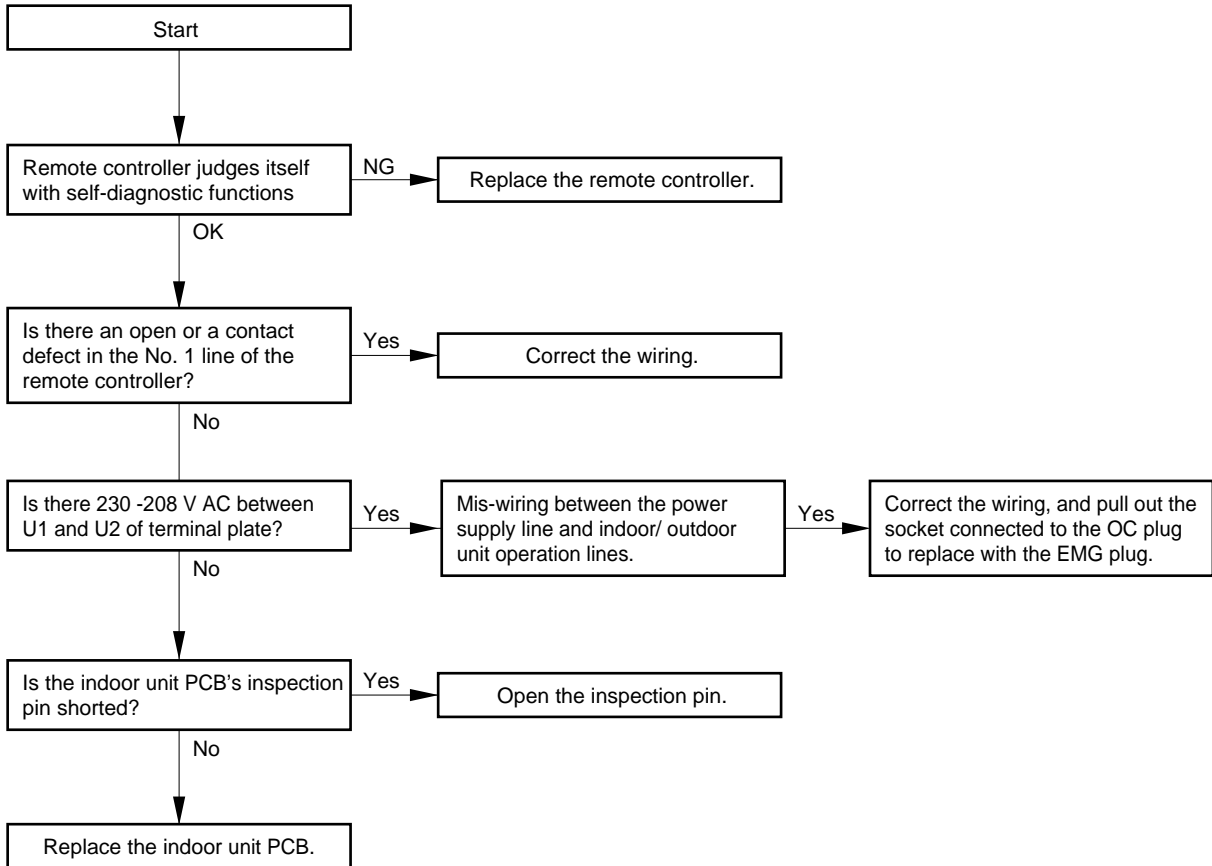 Start
Remote controller judges itself
with self-diagnostic functions
NG
Replace the remote controller.
OK
Is there an open or a contact
defect in the No. 1 line of the
remote controller?
Yes
Correct the wiring.
No
Is there 230 -208 V AC between
U1 and U2 of terminal plate?
Yes
Mis-wiring between the power
supply line and indoor/ outdoor
unit operation lines.
Yes
Correct the wiring, and pull out the
socket connected to the OC plug
to replace with the EMG plug.
No
Is the indoor unit PCB's inspection
pin shorted?
Yes
Open the inspection pin.
No
Replace the indoor unit PCB.